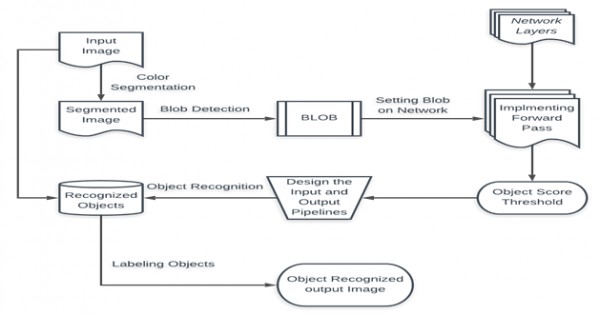 Input
Image
Network
Layers
Color
Segmentation
Segmented
Image
Blob Detection
BLOB
Setting Blob
on Network
Implmenting
Forward
Pass
Object Score
Threshold
Design the
Input and
Output
Pipelines
Object Recognition
Recognized
Objects
Labeling Objects
Object Recognized
output Image